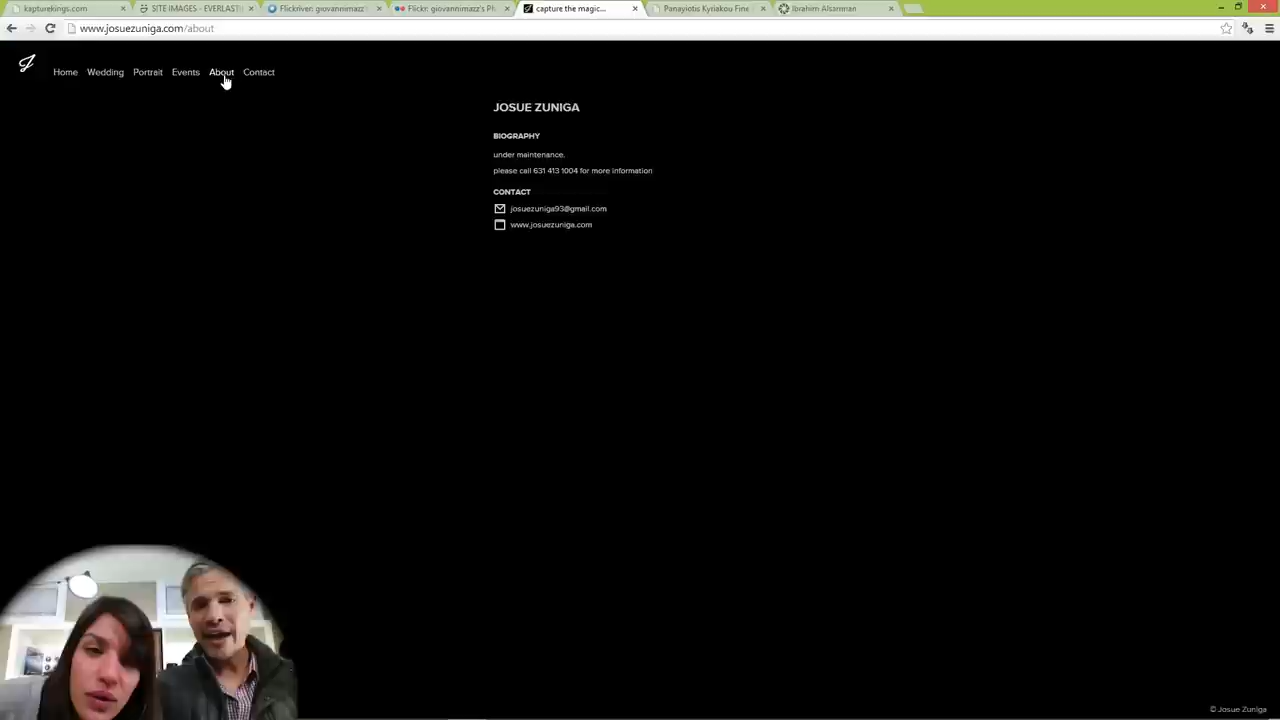 kapturekings.com
SITE IMAGES - EVERLAST
Flickriver: giovannimazz
Flickr: giovannimazz's Ph
capture the magic...
Panayiotis Kyriakou Fine
Ibrahim Alsarman
www.josuezuniga.com/about
Home Wedding Portrait Events About Contact
JOSUE ZUNIGA
BIOGRAPHY
under maintenance.
please call 631 413 1004 for more information
CONTACT
josuezuniga93@gmail.com
www.josuezuniga.com
© Josue Zuniga